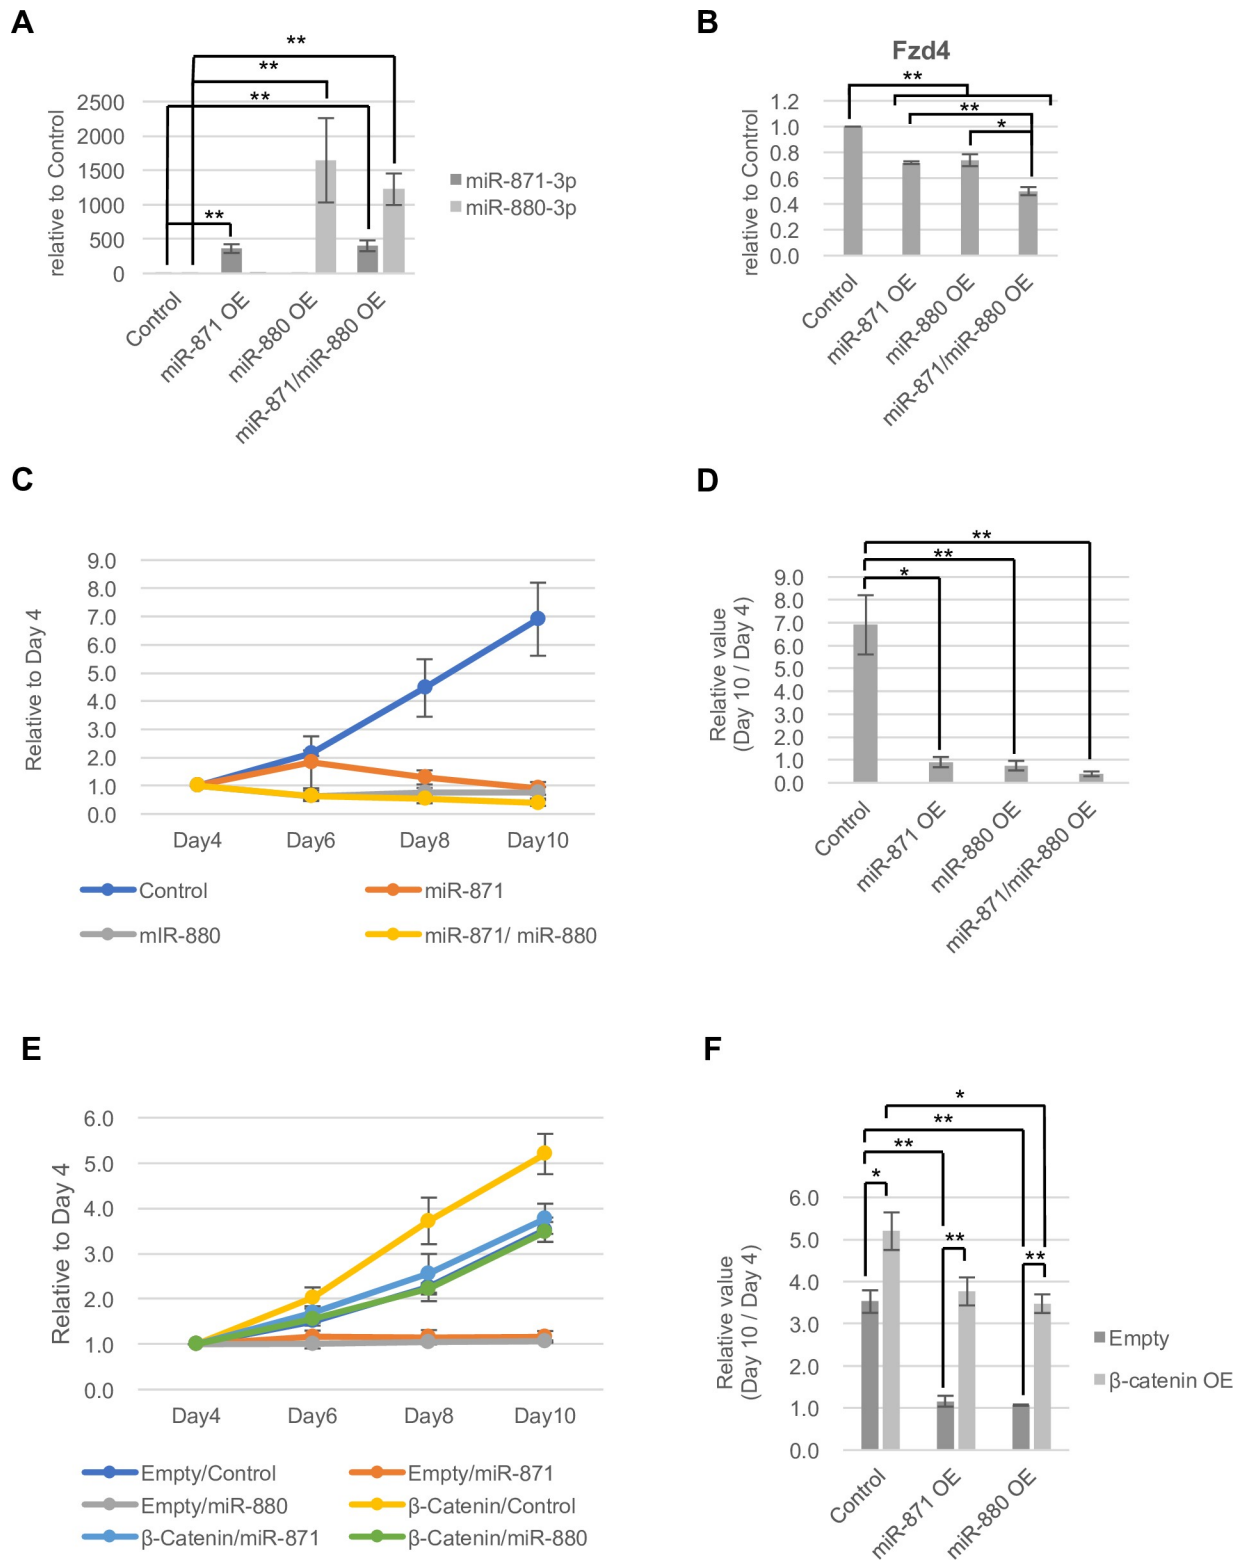 A
**
**
**
**
2500
2000
1500
1000
500
0
relative to Control
Control
miR-871 OE
miR-880 OE
miR-871/miR-880 OE
miR-871-3p
miR-880-3p
B
Fzd4
**
**
*
1.2
1.0
0.8
0.6
0.4
0.2
0.0
relative to Control
Control
miR-871 OE
miR-880 OE
miR-871/miR-880 OE
C
9.0
8.0
7.0
6.0
5.0
4.0
3.0
2.0
1.0
0.0
Relative to Day 4
Day4 Day6 Day8 Day10
Control miR-871
mIR-880 miR-871/ miR-880
D
**
**
*
9.0
8.0
7.0
6.0
5.0
4.0
3.0
2.0
1.0
0.0
Relative value
(Day 10 / Day 4)
Control
miR-871 OE
mIR-880 OE
miR-871/miR-880 OE
E
6.0
5.0
4.0
3.0
2.0
1.0
0.0
Relative to Day 4
Day4 Day6 Day8 Day10
Empty/Control Empty/miR-871
Empty/miR-880 β-Catenin/Control
β-Catenin/miR-871 β-Catenin/miR-880
F
*
**
**
*
**
**
6.0
5.0
4.0
3.0
2.0
1.0
0.0
Relative value
(Day 10 / Day 4)
Control
miR-871 OE
miR-880 OE
Empty
β-catenin OE